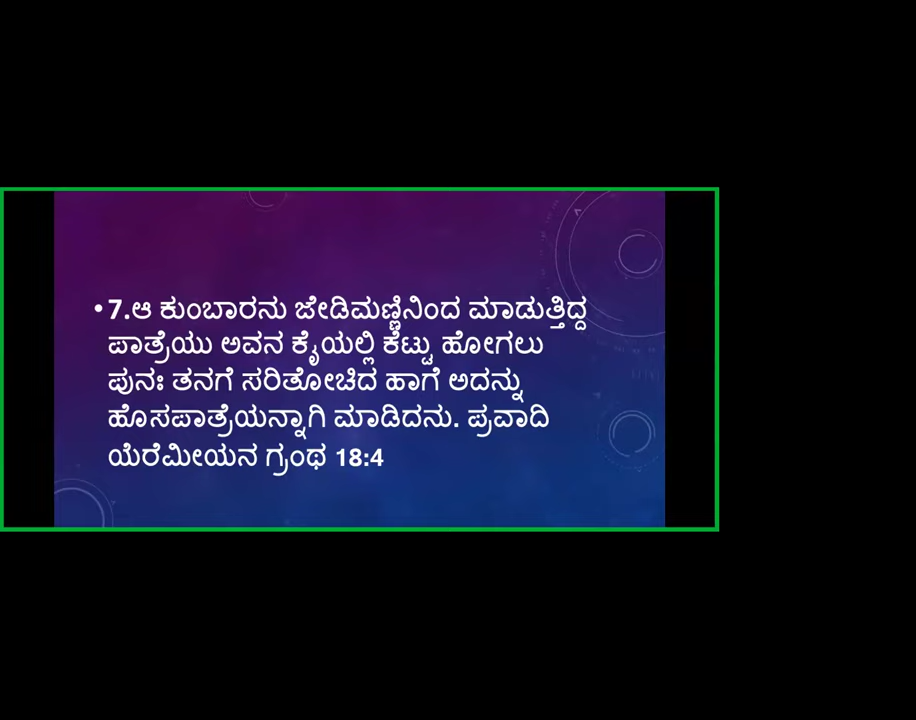 •7.ಆ ಕುಂಬಾರನು ಜೇಡಿಮಣ್ಣಿನಿಂದ ಮಾಡುತ್ತಿದ್ದ
ಪಾತ್ರೆಯು ಅವನ ಕೈಯಲ್ಲಿ ಕೆಟ್ಟು ಹೋಗಲು
ಪುನಃ ತನಗೆ ಸರಿತೋಚಿದ ಹಾಗೆ ಅದನ್ನು
ಹೊಸಪಾತ್ರೆಯನ್ನಾಗಿ ಮಾಡಿದನು. ಪ್ರವಾದಿ
ಯೆರೆಮೀಯನ ಗ್ರಂಥ 18:4